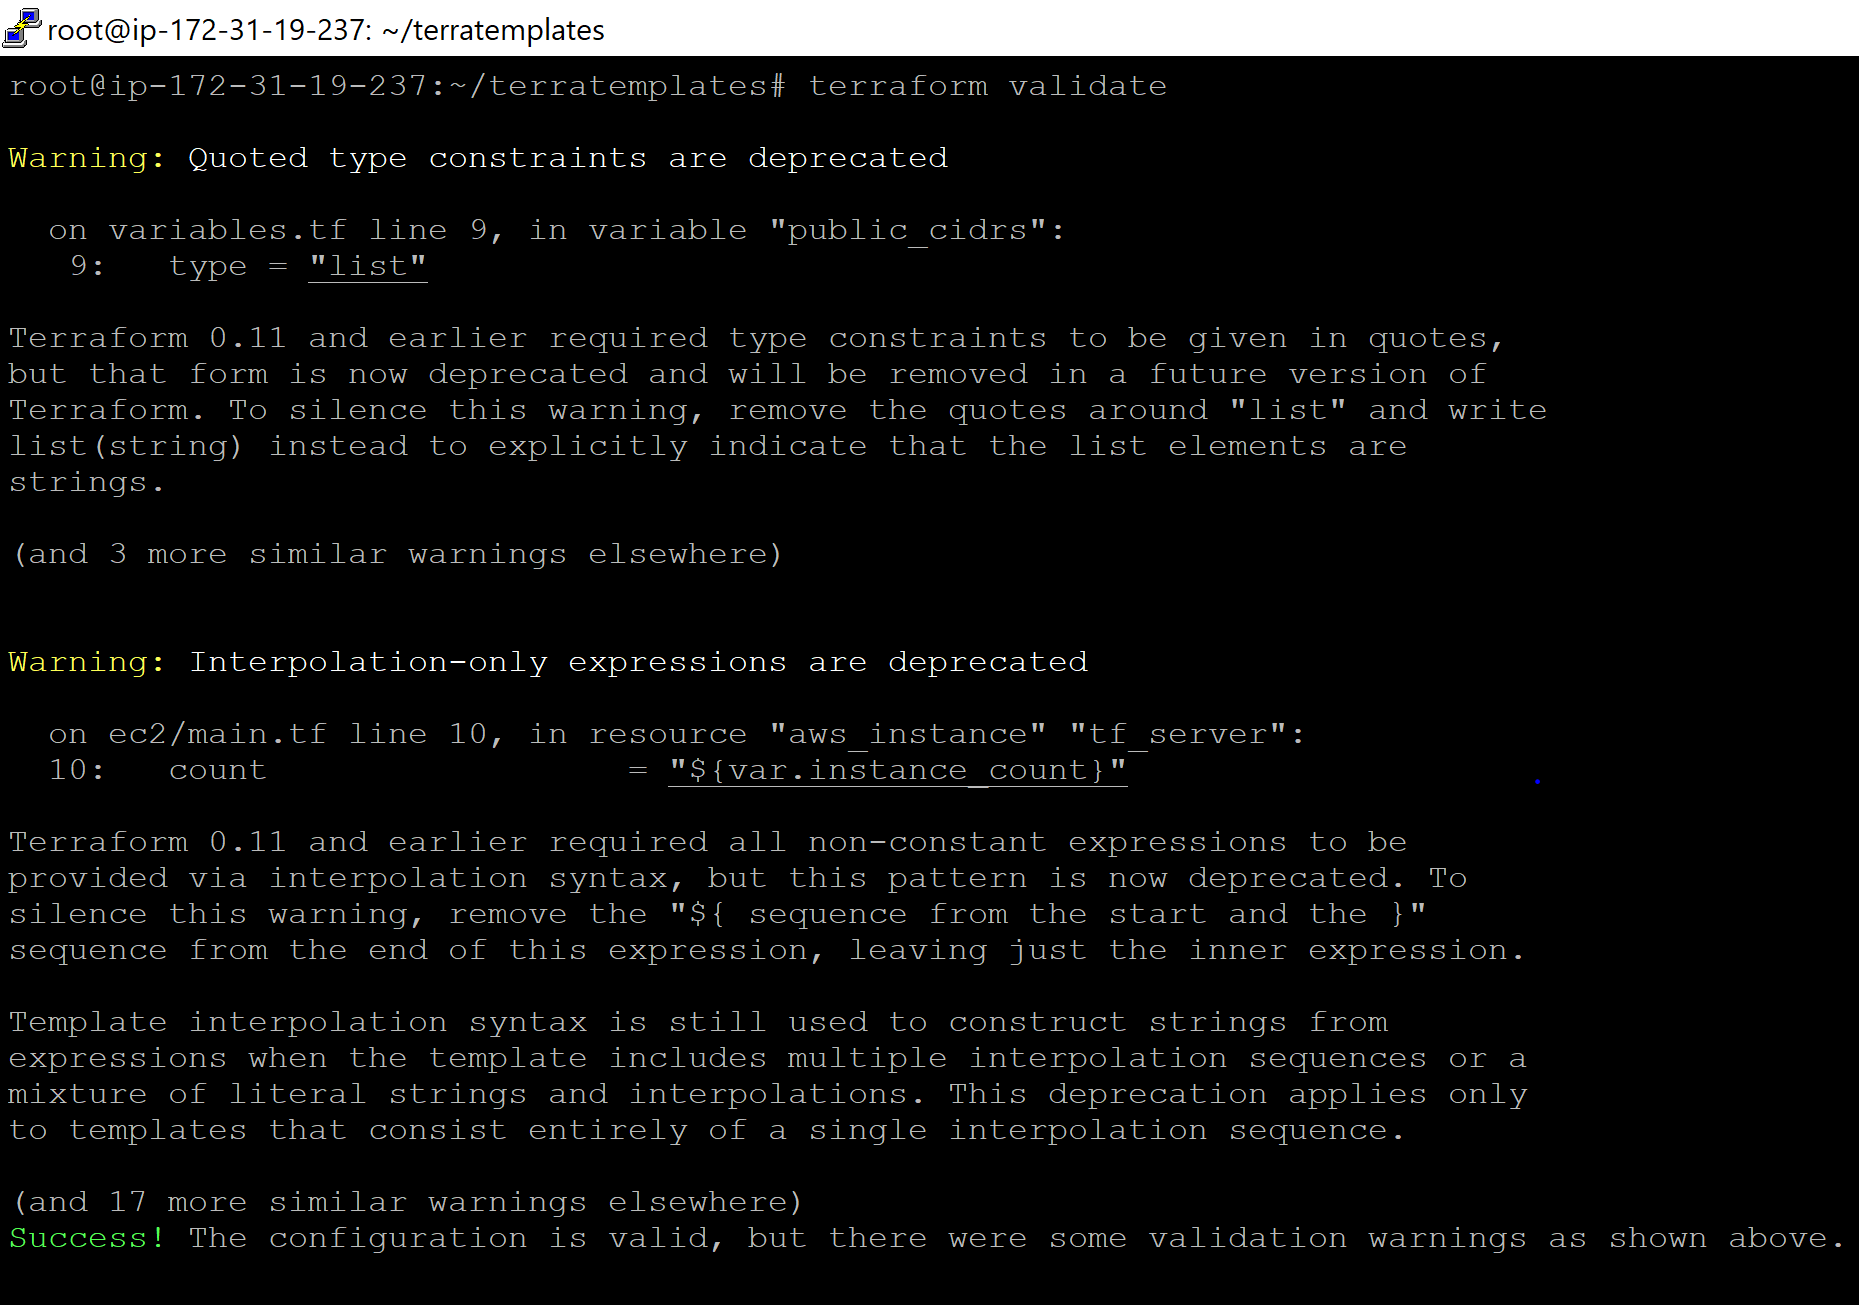 root@ip-172-31-19-237: ~/terratemplates
root@ip-172-31-19-237:~/terratemplates# terraform validate
Warning: Quoted type constraints are deprecated
on variables.tf line 9, in variable "public_cidrs":
9:   type = "list"
Terraform 0.11 and earlier required type constraints to be given in quotes,
but that form is now deprecated and will be removed in a future version of
Terraform. To silence this warning, remove the quotes around "list" and write
list(string) instead to explicitly indicate that the list elements are
strings.
(and 3 more similar warnings elsewhere)
Warning: Interpolation-only expressions are deprecated
on ec2/main.tf line 10, in resource "aws_instance" "tf_server":
10:   count                  = "${var.instance_count}"
Terraform 0.11 and earlier required all non-constant expressions to be
provided via interpolation syntax, but this pattern is now deprecated. To
silence this warning, remove the "${ sequence from the start and the }"
sequence from the end of this expression, leaving just the inner expression.
Template interpolation syntax is still used to construct strings from
expressions when the template includes multiple interpolation sequences or a
mixture of literal strings and interpolations. This deprecation applies only
to templates that consist entirely of a single interpolation sequence.
(and 17 more similar warnings elsewhere)
Success! The configuration is valid, but there were some validation warnings as shown above.